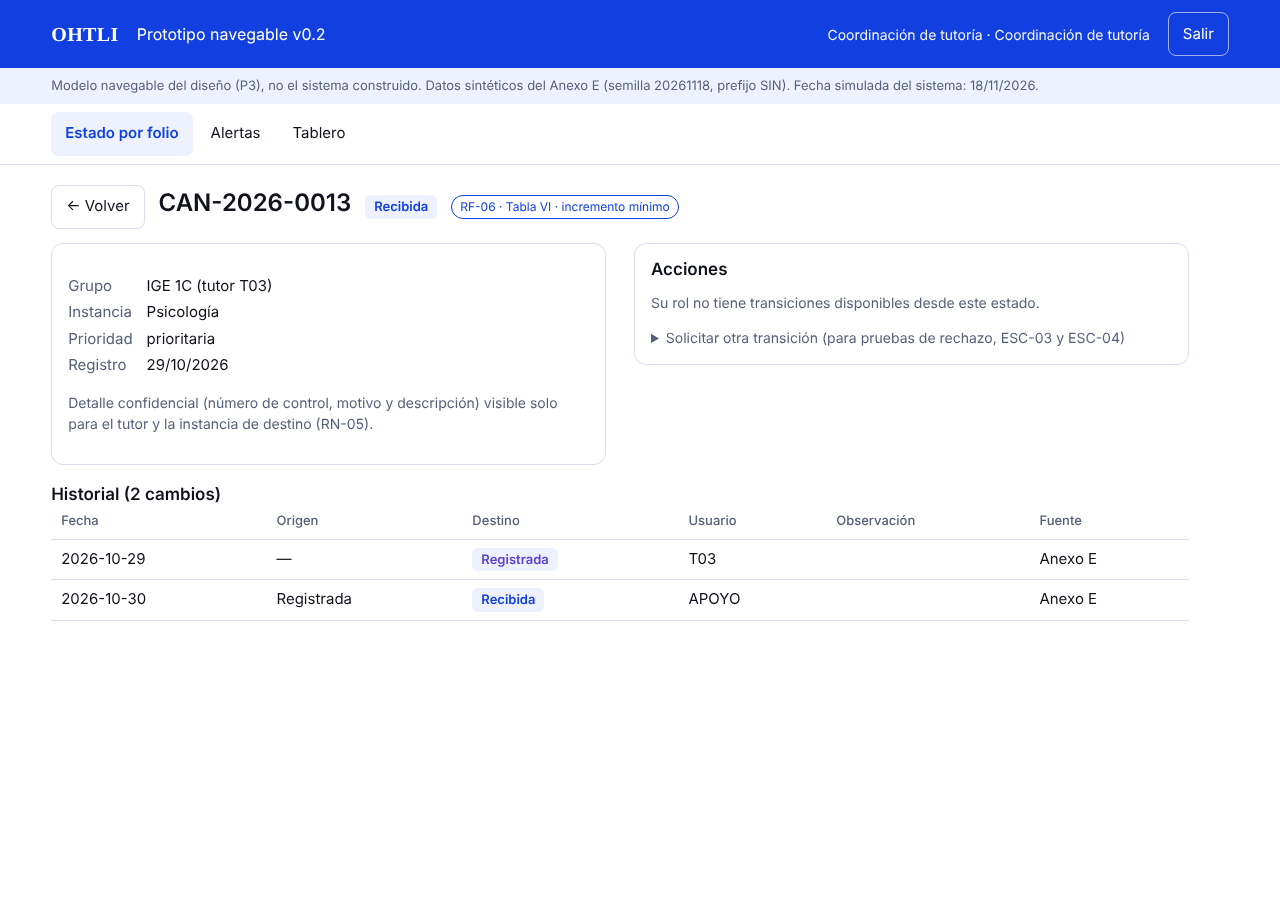 OHTLI Prototipo navegable v0.2 Coordinación de tutoría · Coordinación de tutoría Salir
Modelo navegable del diseño (P3), no el sistema construido. Datos sintéticos del Anexo E (semilla 20261118, prefijo SIN). Fecha simulada del sistema: 18/11/2026.
Estado por folio Alertas Tablero
← Volver CAN-2026-0013 Recibida RF-06 · Tabla VI · incremento mínimo
Grupo IGE 1C (tutor T03)
Instancia Psicología
Prioridad prioritaria
Registro 29/10/2026
Detalle confidencial (número de control, motivo y descripción) visible solo
para el tutor y la instancia de destino (RN-05).
Acciones
Su rol no tiene transiciones disponibles desde este estado.
▶ Solicitar otra transición (para pruebas de rechazo, ESC-03 y ESC-04)
Historial (2 cambios)
Fecha Origen Destino Usuario Observación Fuente
2026-10-29 — Registrada T03 Anexo E
2026-10-30 Registrada Recibida APOYO Anexo E